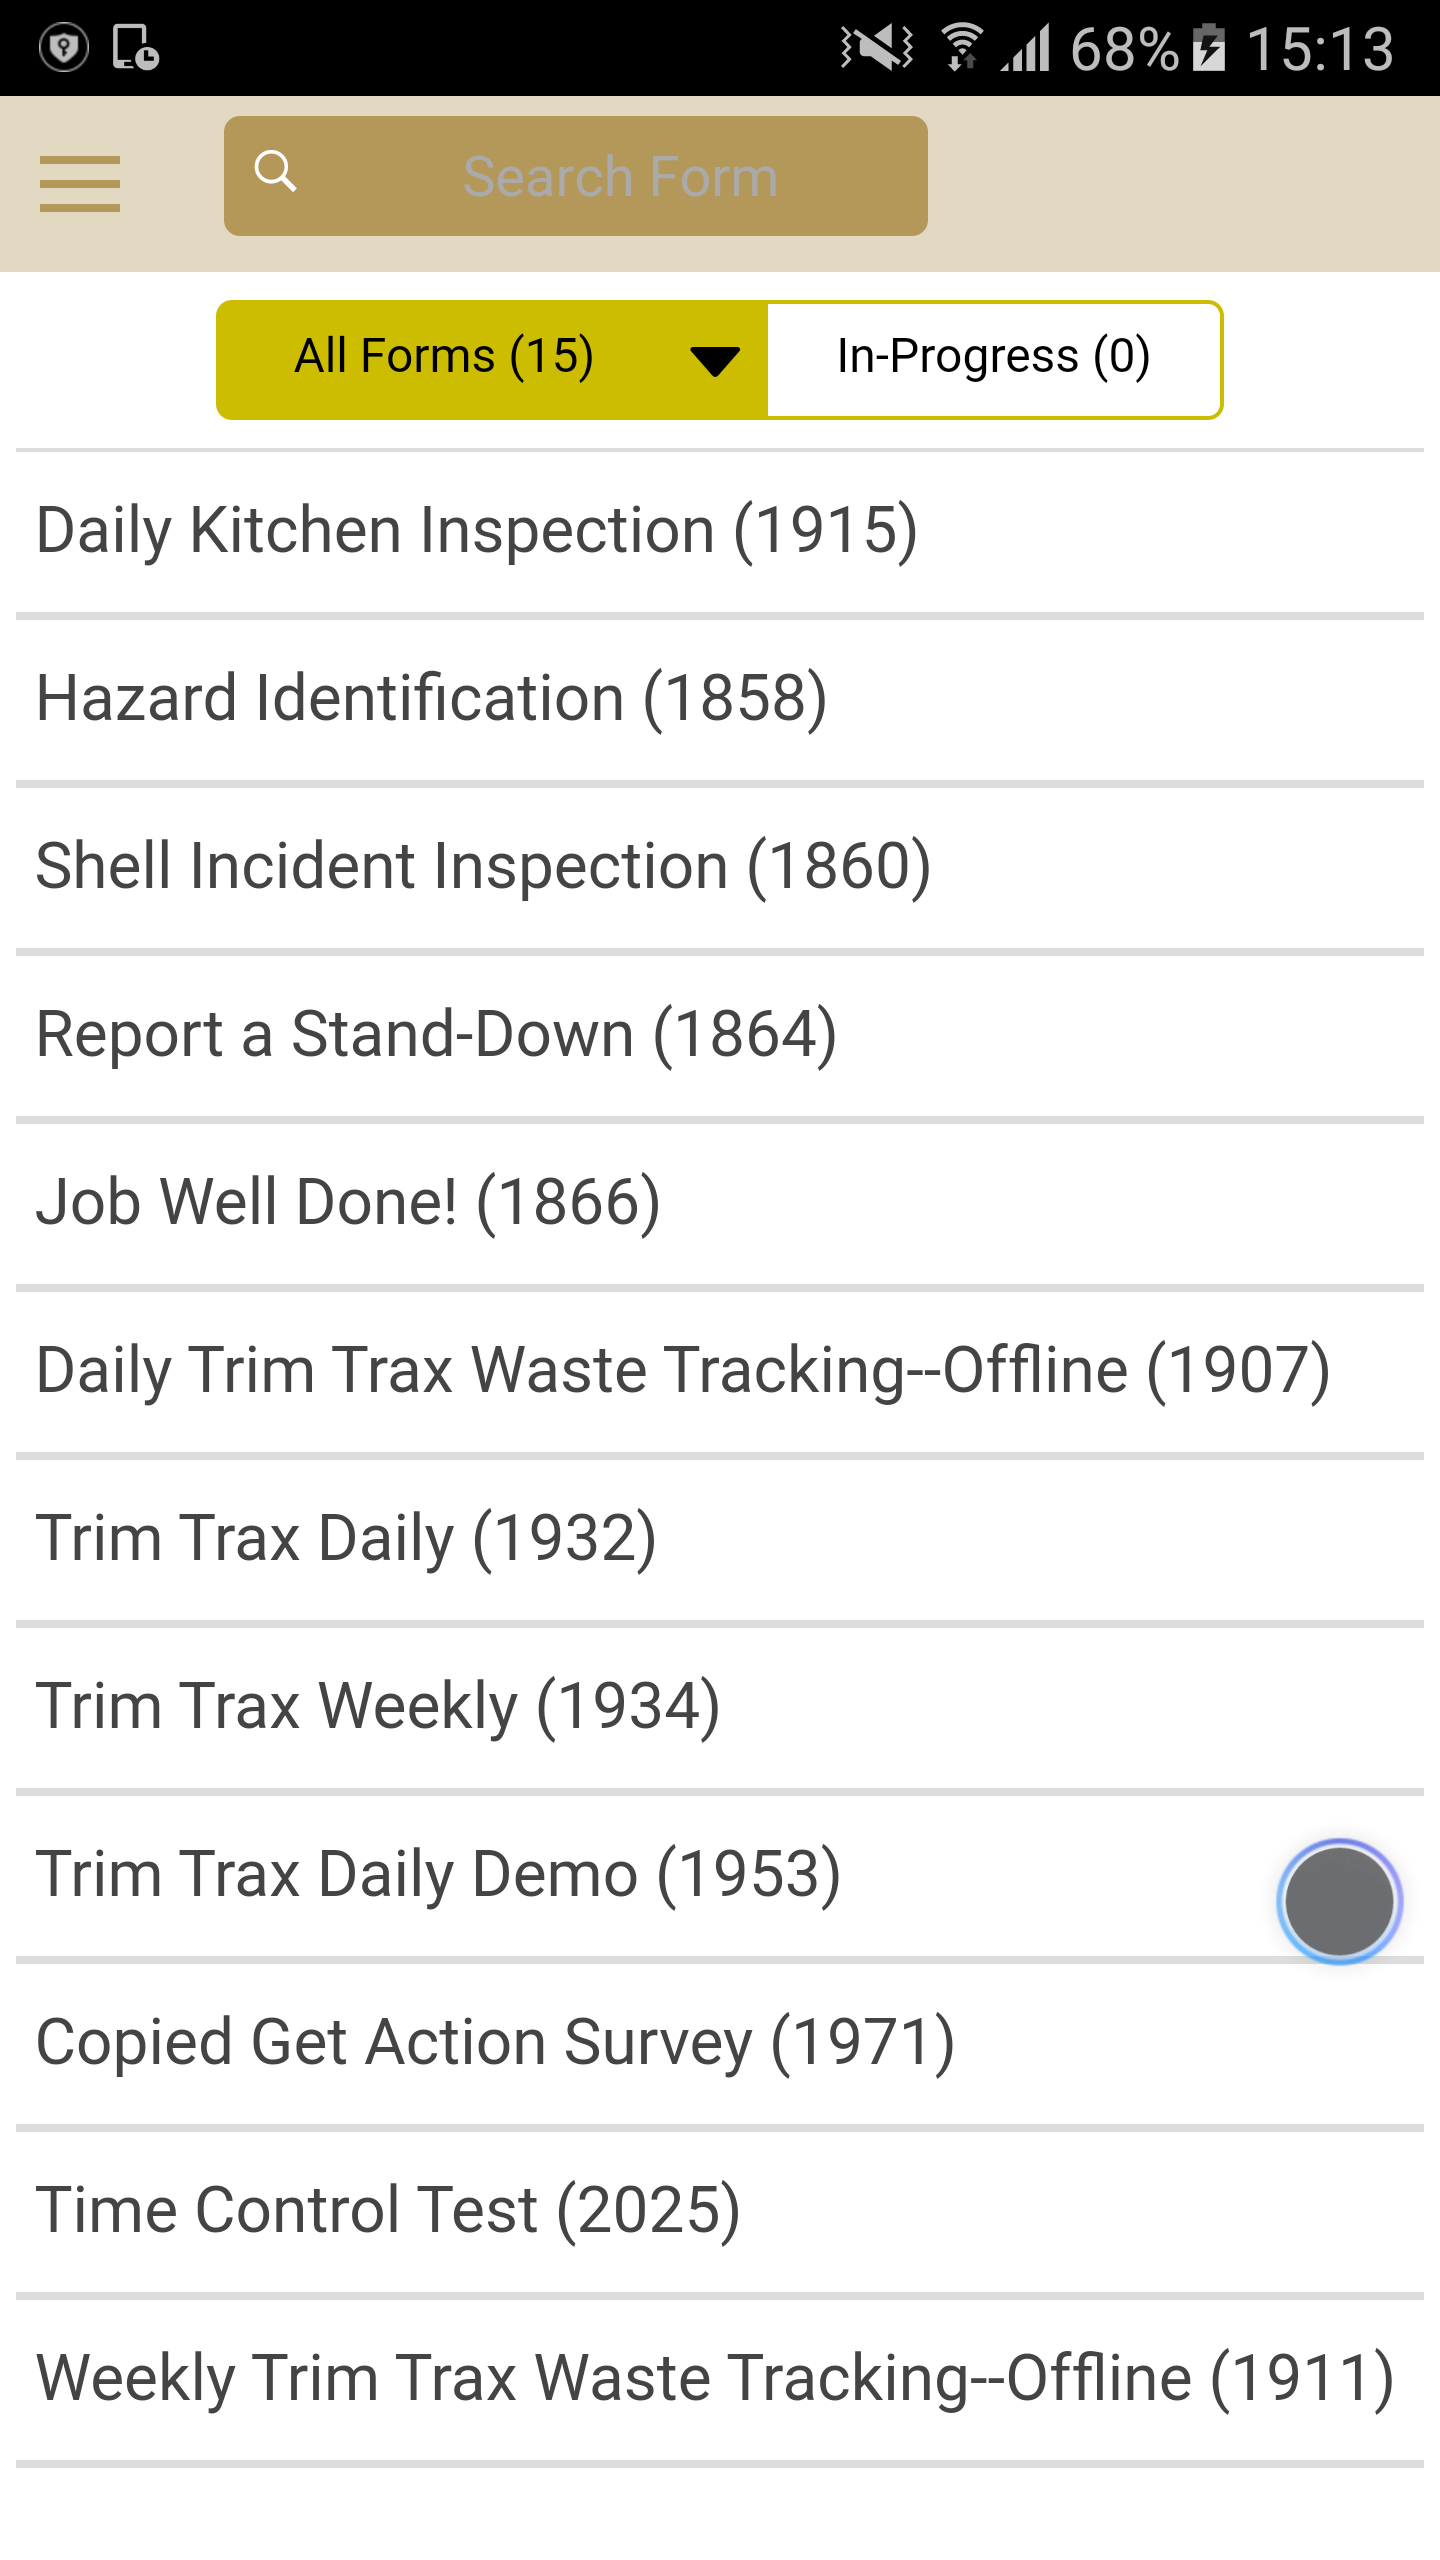 68% 15:13
Search Form
All Forms (15) In-Progress (0)
Daily Kitchen Inspection (1915)
Hazard Identification (1858)
Shell Incident Inspection (1860)
Report a Stand-Down (1864)
Job Well Done! (1866)
Daily Trim Trax Waste Tracking--Offline (1907)
Trim Trax Daily (1932)
Trim Trax Weekly (1934)
Trim Trax Daily Demo (1953)
Copied Get Action Survey (1971)
Time Control Test (2025)
Weekly Trim Trax Waste Tracking--Offline (1911)